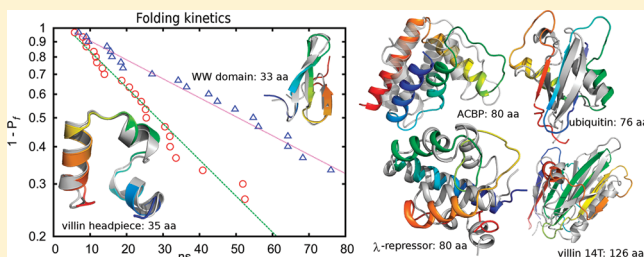 Folding kinetics
1
0.9
0.8
0.7
0.6
0.5
0.4
0.3
0.2
1 - Pf
WW domain: 33 aa
villin headpiece: 35 aa
0 10 20 30 40 50 60 70 80
ns
ACBP: 80 aa
ubiquitin: 76 aa
λ-repressor: 80 aa
villin 14T: 126 aa